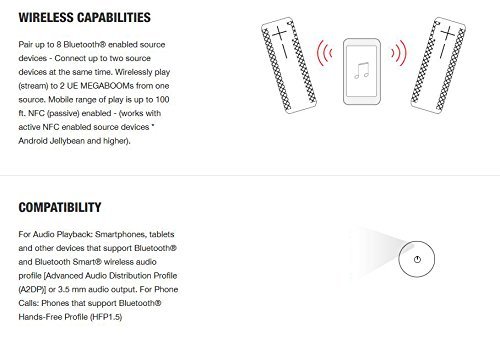 WIRELESS CAPABILITIES
Pair up to 8 Bluetooth® enabled source
devices - Connect up to two source
devices at the same time. Wirelessly play
(stream) to 2 UE MEGABOOMs from one
source. Mobile range of play is up to 100
ft. NFC (passive) enabled - (works with
active NFC enabled source devices *
Android Jellybean and higher).
COMPATIBILITY
For Audio Playback: Smartphones, tablets
and other devices that support Bluetooth®
and Bluetooth Smart® wireless audio
profile [Advanced Audio Distribution Profile
(A2DP)] or 3.5 mm audio output. For Phone
Calls: Phones that support Bluetooth®
Hands-Free Profile (HFP1.5)